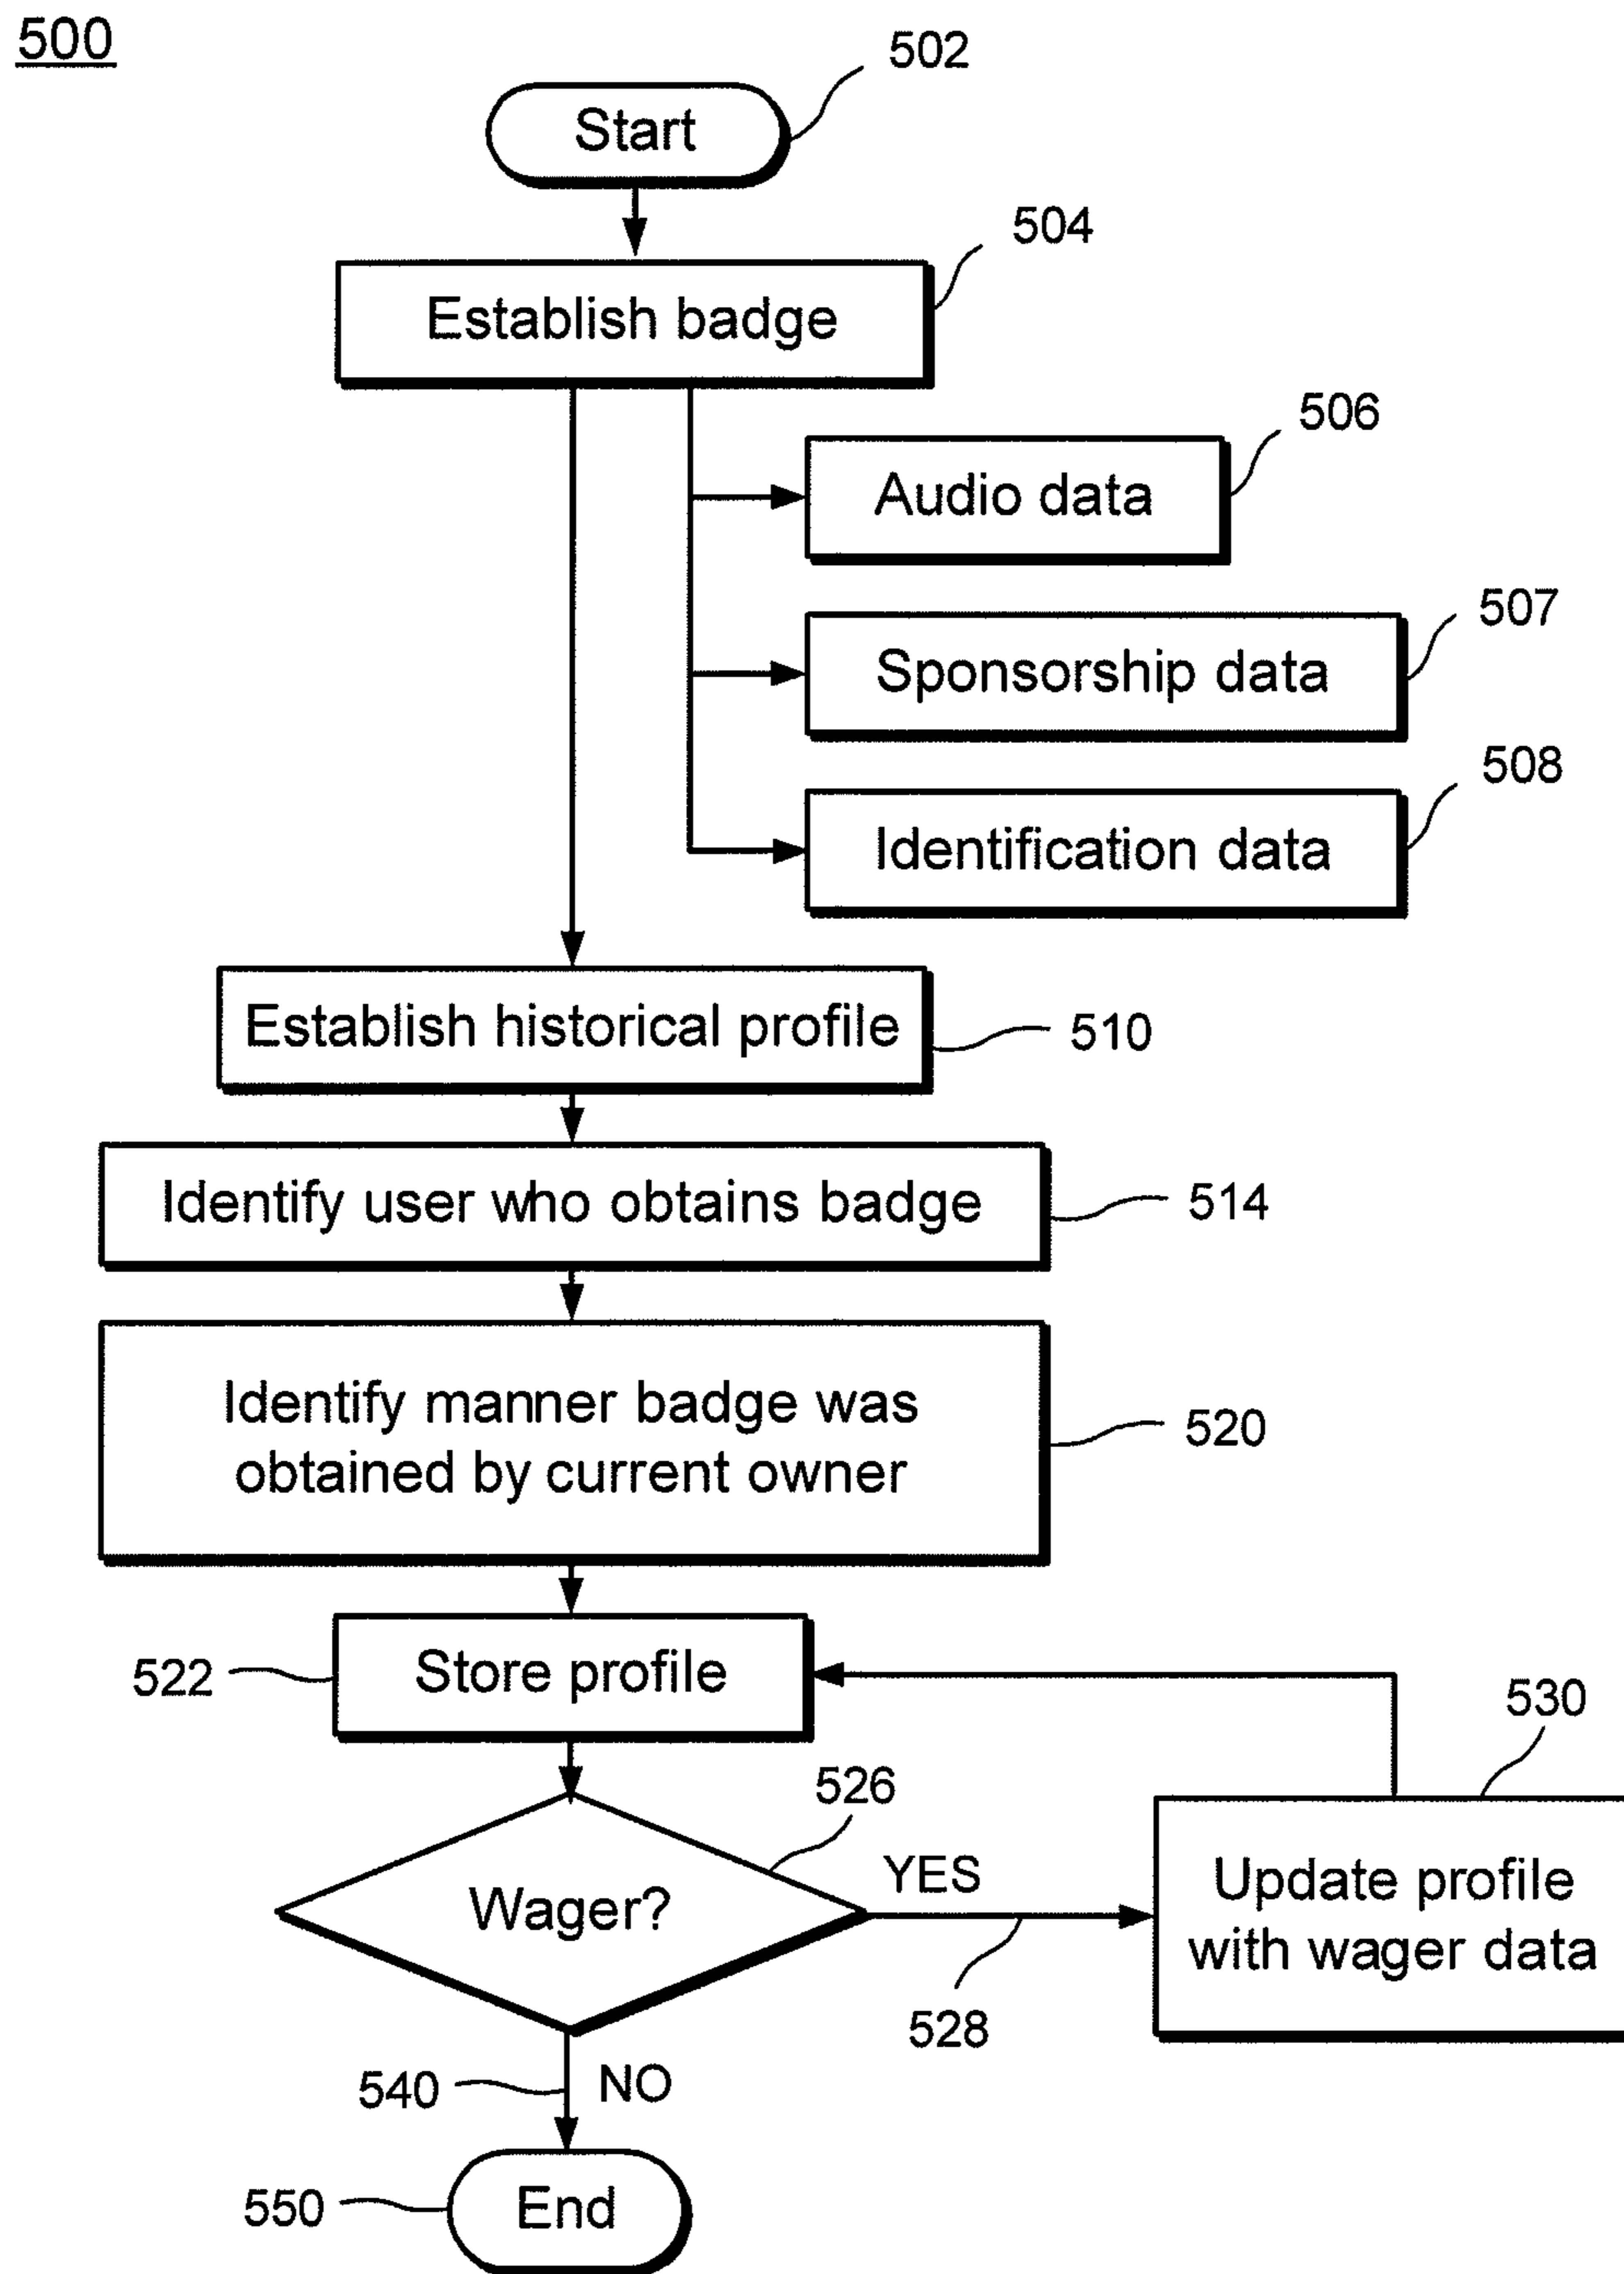 500
502
Start
504
Establish badge
506
Audio data
507
Sponsorship data
508
Identification data
Establish historical profile
510
Identify user who obtains badge
514
Identify manner badge was
obtained by current owner
520
522
Store profile
530
526
Wager?
YES
528
Update profile
with wager data
540
NO
550
End